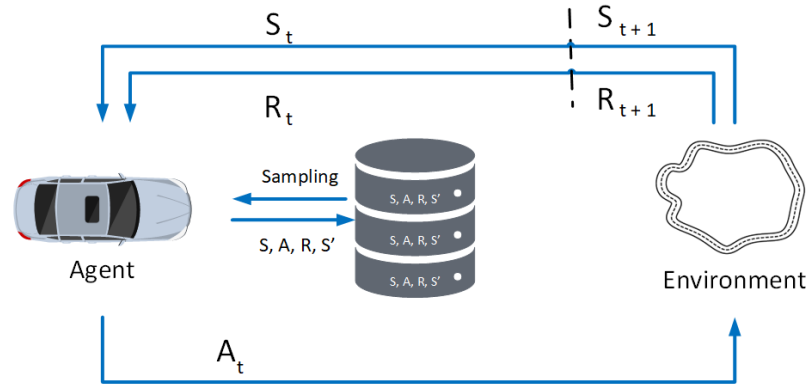 S t
S t + 1
R t
R t + 1
Sampling
S, A, R, S'
S, A, R, S'
S, A, R, S'
S, A, R, S'
Agent
Environment
A t